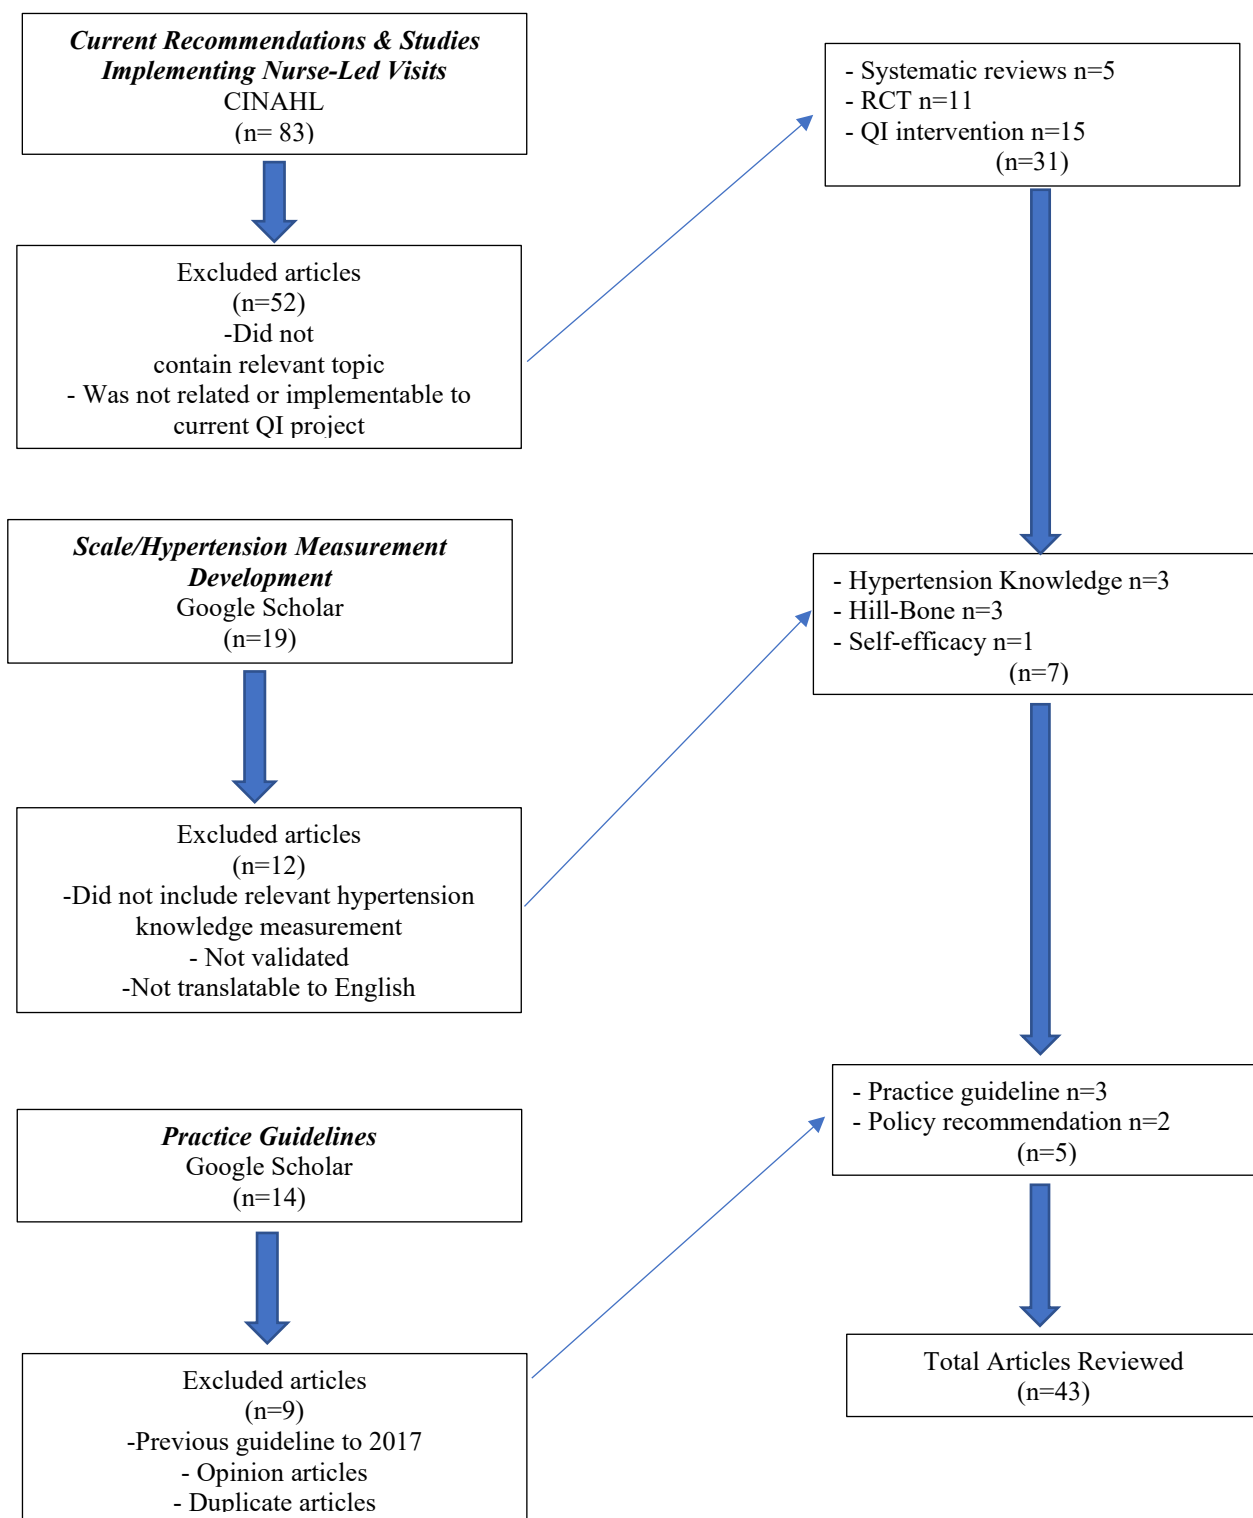 Current Recommendations & Studies
Implementing Nurse-Led Visits
CINAHL
(n= 83)
Excluded articles
(n=52)
-Did not
contain relevant topic
- Was not related or implementable to
current QI project
- Systematic reviews n=5
- RCT n=11
- QI intervention n=15
(n=31)
Scale/Hypertension Measurement
Development
Google Scholar
(n=19)
Excluded articles
(n=12)
-Did not include relevant hypertension
knowledge measurement
- Not validated
-Not translatable to English
- Hypertension Knowledge n=3
- Hill-Bone n=3
- Self-efficacy n=1
(n=7)
Practice Guidelines
Google Scholar
(n=14)
Excluded articles
(n=9)
-Previous guideline to 2017
- Opinion articles
- Duplicate articles
- Practice guideline n=3
- Policy recommendation n=2
(n=5)
Total Articles Reviewed
(n=43)